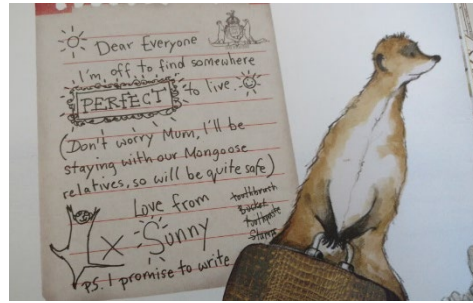 Dear Everyone
I'm off to find somewhere
PERFECT to live..
(Don't worry Mum, I'll be
staying with our Mongoose
relatives, so will be quite safe)
Love from
X Sunny
toothbrush
Bucket
toothpaste
Stamps
ps. I promise to write